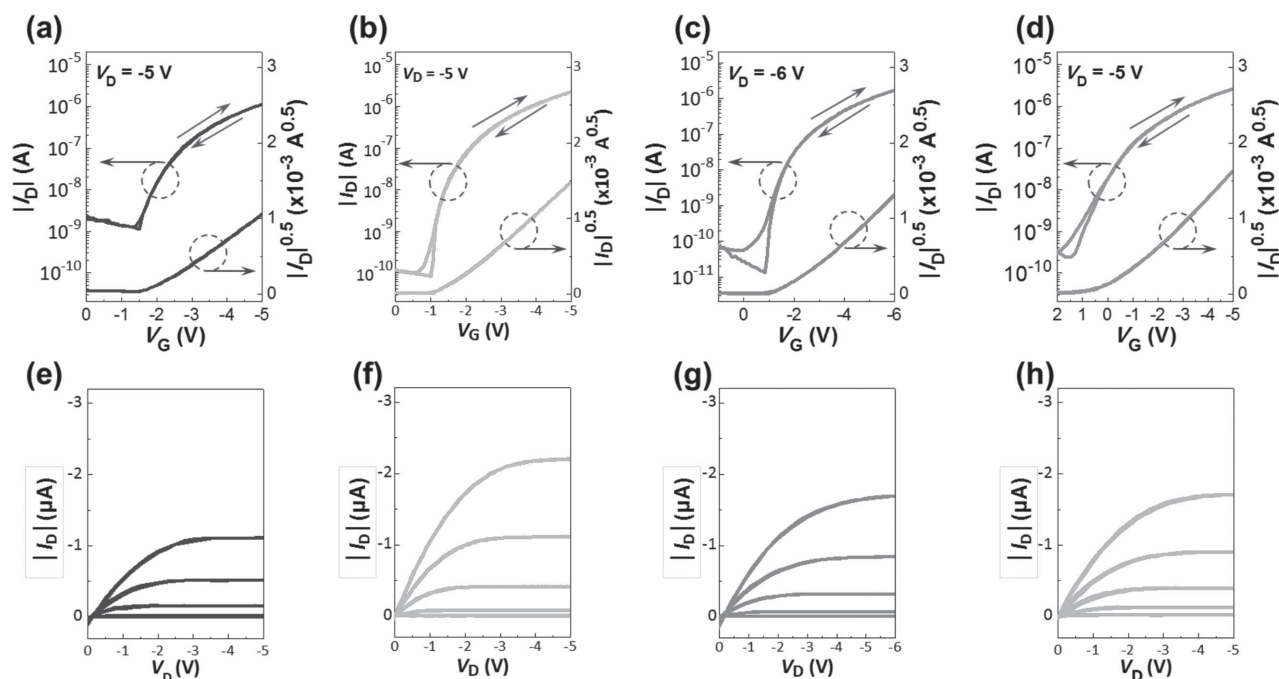 (a)
V_D = -5 V
10^-5
10^-6
10^-7
10^-8
10^-9
10^-10
|I_D| (A)
3
2
1
0
|I_D|^0.5 (x10^-3 A^0.5)
0 -1 -2 -3 -4 -5
V_G (V)
(b)
V_D = -5 V
10^-5
10^-6
10^-7
10^-8
10^-9
10^-10
|I_D| (A)
3
2
1
0
|I_D|^0.5 (x10^-3 A^0.5)
0 -1 -2 -3 -4 -5
V_G (V)
(c)
V_D = -6 V
10^-5
10^-6
10^-7
10^-8
10^-9
10^-10
10^-11
|I_D| (A)
3
2
1
0
|I_D|^0.5 (x10^-3 A^0.5)
0 -2 -4 -6
V_G (V)
(d)
V_D = -5 V
10^-5
10^-6
10^-7
10^-8
10^-9
10^-10
|I_D| (A)
3
2
1
0
|I_D|^0.5 (x10^-3 A^0.5)
2 1 0 -1 -2 -3 -4 -5
V_G (V)
(e)
-3
-2
-1
0
|I_D| (µA)
0 -1 -2 -3 -4 -5
V_D (V)
(f)
-3
-2
-1
0
|I_D| (µA)
0 -1 -2 -3 -4 -5
V_D (V)
(g)
-3
-2
-1
0
|I_D| (µA)
0 -1 -2 -3 -4 -5 -6
V_D (V)
(h)
-3
-2
-1
0
|I_D| (µA)
0 -1 -2 -3 -4 -5
V_D (V)